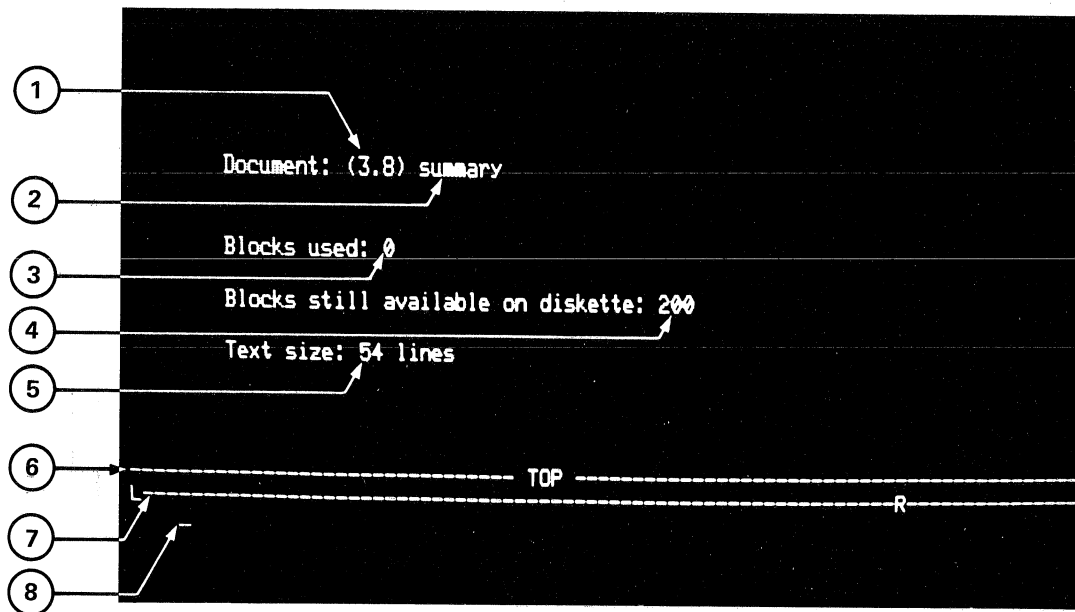 1
Document: (3.8) summary
2
Blocks used: 0
3
Blocks still available on diskette: 200
4
Text size: 54 lines
5
6
---------------------------------- TOP ------------------------------------------
L-----------------------------------------------------------------R---------------
7
8